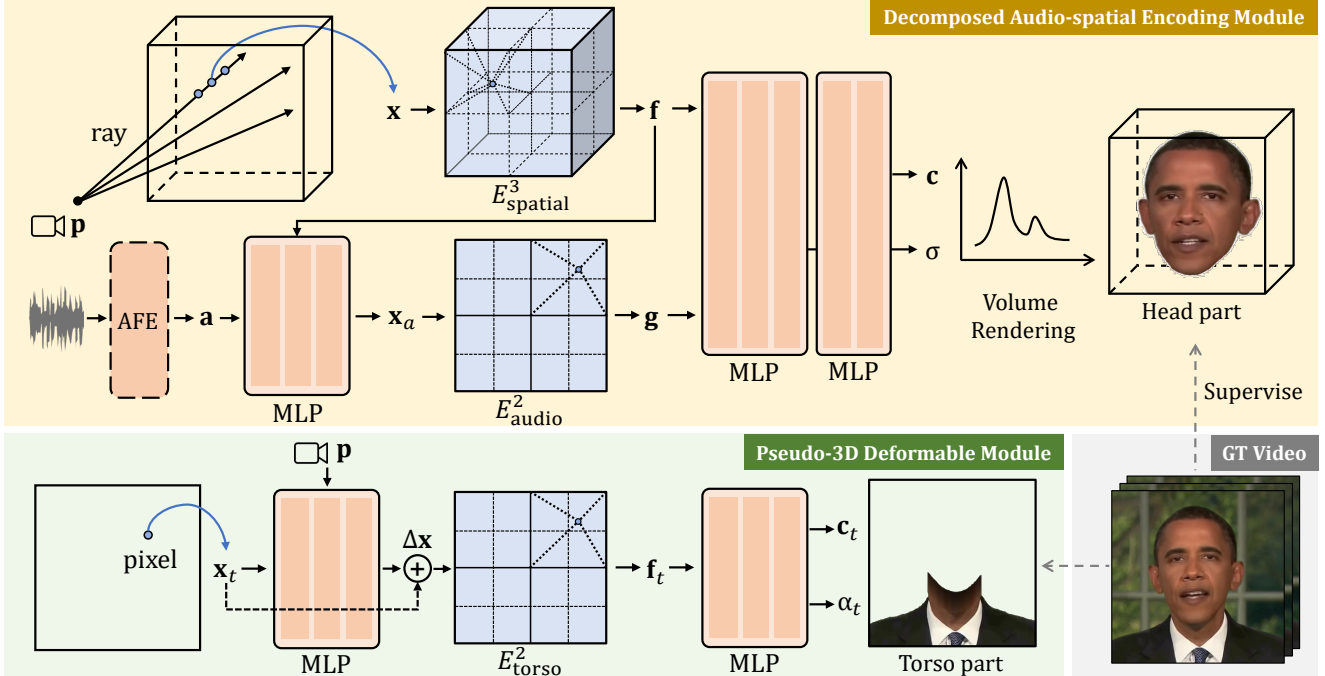 Decomposed Audio-spatial Encoding Module
ray
x
f
E³spatial
p
c
σ
AFE
a
xₐ
g
MLP
E²audio
MLP
MLP
Volume
Rendering
Head part
Supervise
p
Pseudo-3D Deformable Module
GT Video
pixel
xₜ
Δx
+
fₜ
cₜ
αₜ
MLP
E²torso
MLP
Torso part